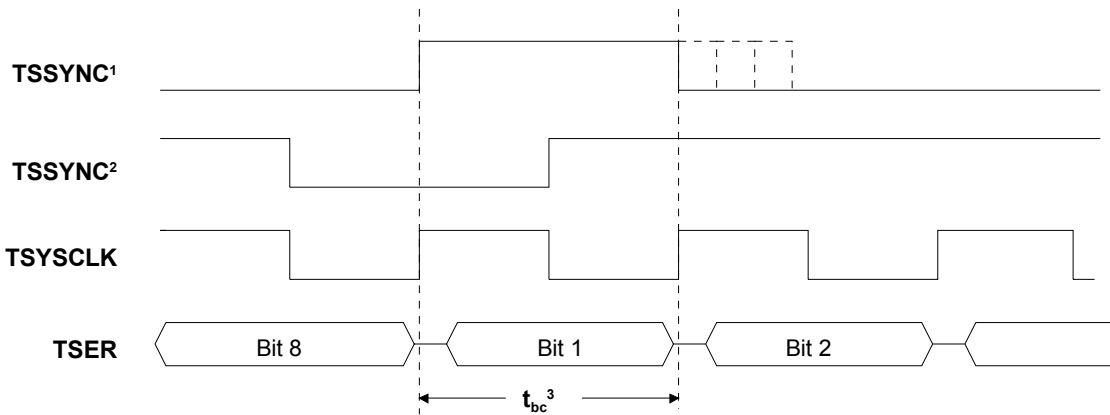 TSSYNC¹
TSSYNC²
TSYSCLK
TSER
Bit 8
Bit 1
Bit 2
t_bc³